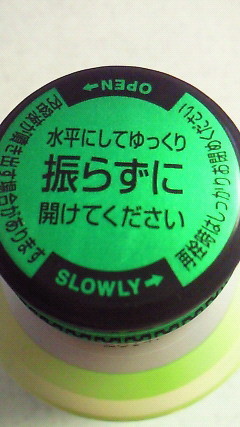 OPEN→
水平にしてゆっくり
振らずに
開けてください
SLOWLY→
内容液が噴き出す場合があります
再栓時はしっかりお閉めください